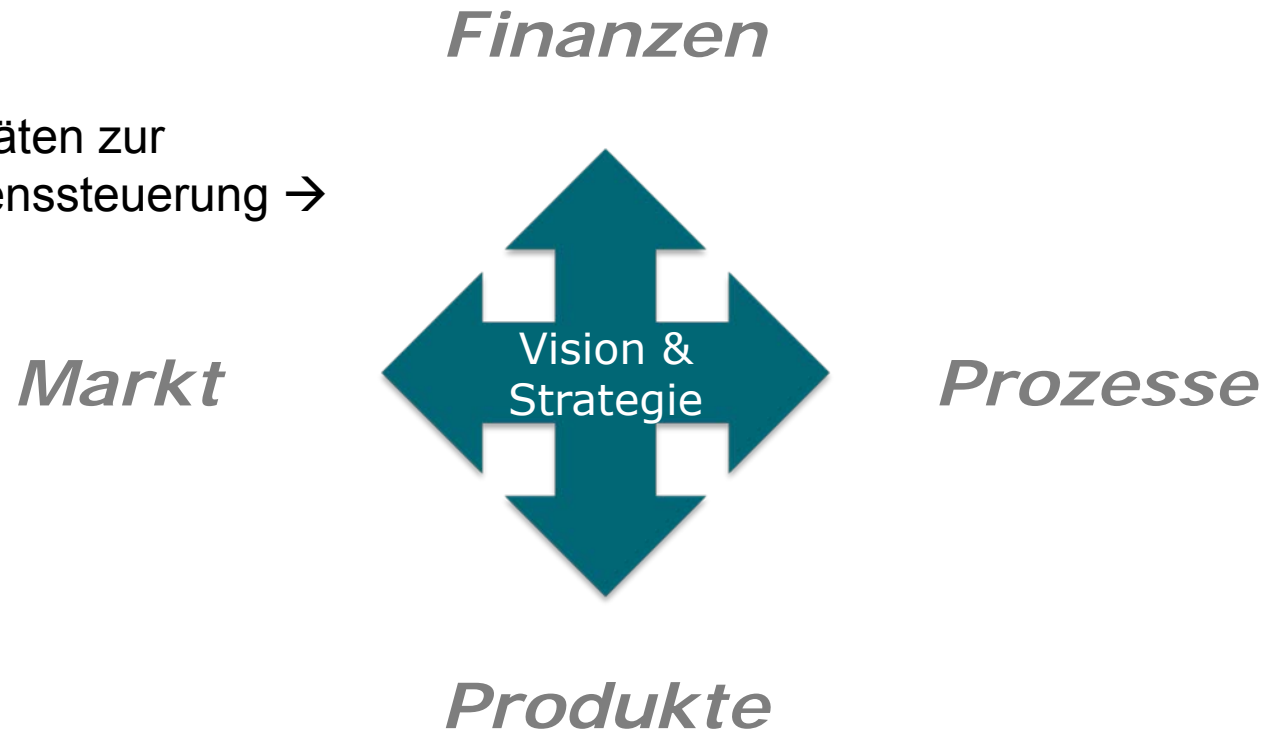 Finanzen
äten zur
enssteuerung →
Vision &
Strategie
Markt
Prozesse
Produkte